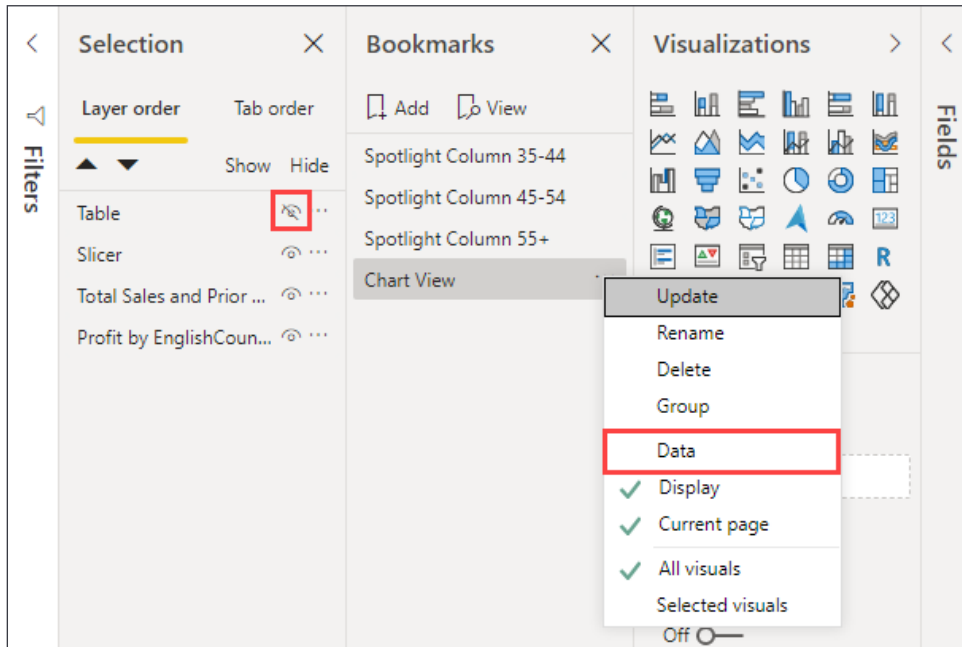 Selection
Layer order Tab order
Show Hide
Table
Slicer
Total Sales and Prior ...
Profit by EnglishCoun...
Filters
Bookmarks
Add View
Spotlight Column 35-44
Spotlight Column 45-54
Spotlight Column 55+
Chart View
Update
Rename
Delete
Group
Data
Display
Current page
All visuals
Selected visuals
Visualizations
123
R
Off
Fields